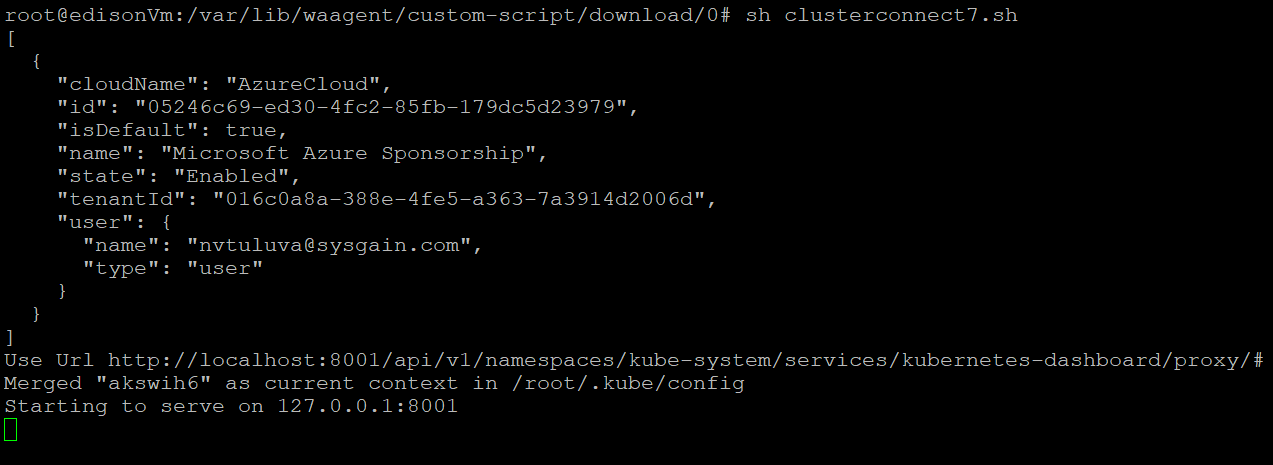 root@edisonVm:/var/lib/waagent/custom-script/download/0# sh clusterconnect7.sh
[
  {
    "cloudName": "AzureCloud",
    "id": "05246c69-ed30-4fc2-85fb-179dc5d23979",
    "isDefault": true,
    "name": "Microsoft Azure Sponsorship",
    "state": "Enabled",
    "tenantId": "016c0a8a-388e-4fe5-a363-7a3914d2006d",
    "user": {
      "name": "nvtuluva@sysgain.com",
      "type": "user"
    }
  }
]
Use Url http://localhost:8001/api/v1/namespaces/kube-system/services/kubernetes-dashboard/proxy/#
Merged "akswih6" as current context in /root/.kube/config
Starting to serve on 127.0.0.1:8001